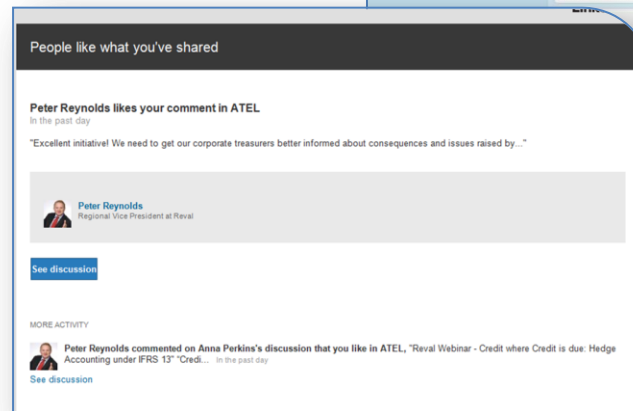 People like what you've shared
Peter Reynolds likes your comment in ATEL
In the past day
"Excellent initiative! We need to get our corporate treasurers better informed about consequences and issues raised by..."
Peter Reynolds
Regional Vice President at Reval
See discussion
MORE ACTIVITY
Peter Reynolds commented on Anna Perkins's discussion that you like in ATEL, "Reval Webinar - Credit where Credit is due: Hedge
Accounting under IFRS 13" "Credi... In the past day
See discussion